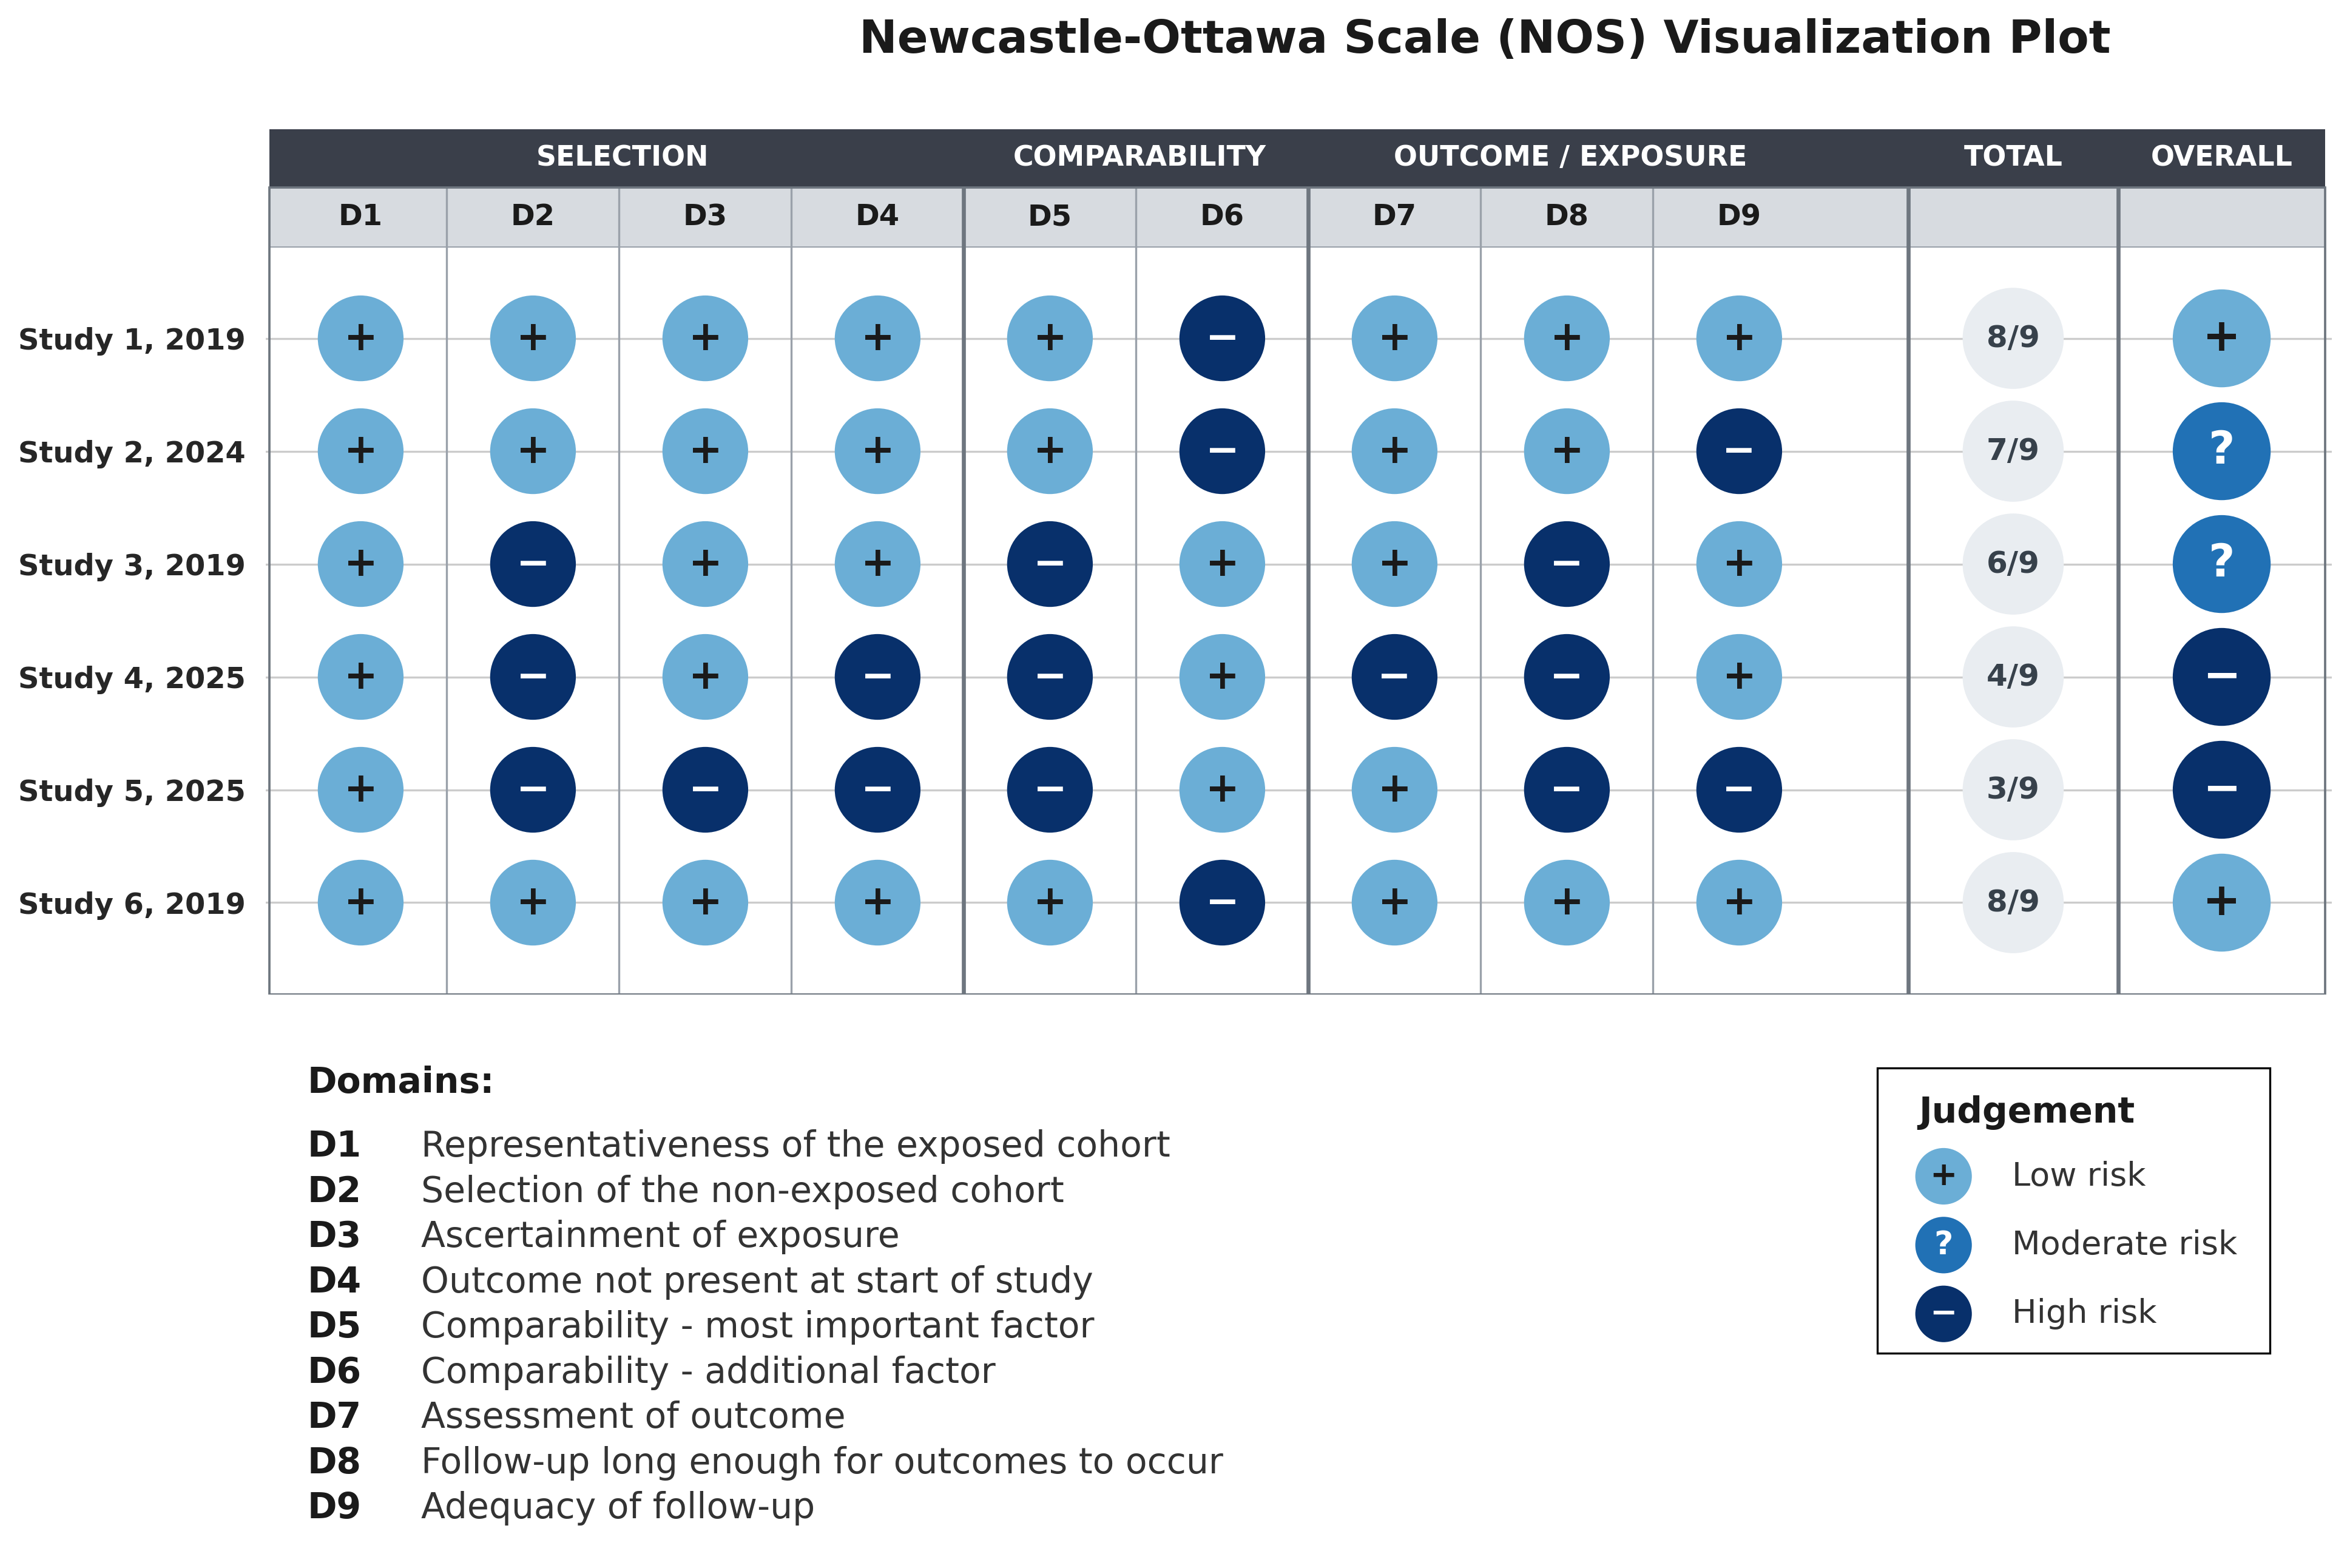 Newcastle-Ottawa Scale (NOS) Visualization Plot
SELECTION COMPARABILITY OUTCOME / EXPOSURE TOTAL OVERALL
D1 D2 D3 D4 D5 D6 D7 D8 D9
Study 1, 2019 + + + + + − + + + 8/9 +
Study 2, 2024 + + + + + − + + − 7/9 ?
Study 3, 2019 + − + + − + + − + 6/9 ?
Study 4, 2025 + − + − − + − − + 4/9 −
Study 5, 2025 + − − − − + + − − 3/9 −
Study 6, 2019 + + + + + − + + + 8/9 +
Domains:
D1 Representativeness of the exposed cohort
D2 Selection of the non-exposed cohort
D3 Ascertainment of exposure
D4 Outcome not present at start of study
D5 Comparability - most important factor
D6 Comparability - additional factor
D7 Assessment of outcome
D8 Follow-up long enough for outcomes to occur
D9 Adequacy of follow-up
Judgement
+ Low risk
? Moderate risk
− High risk